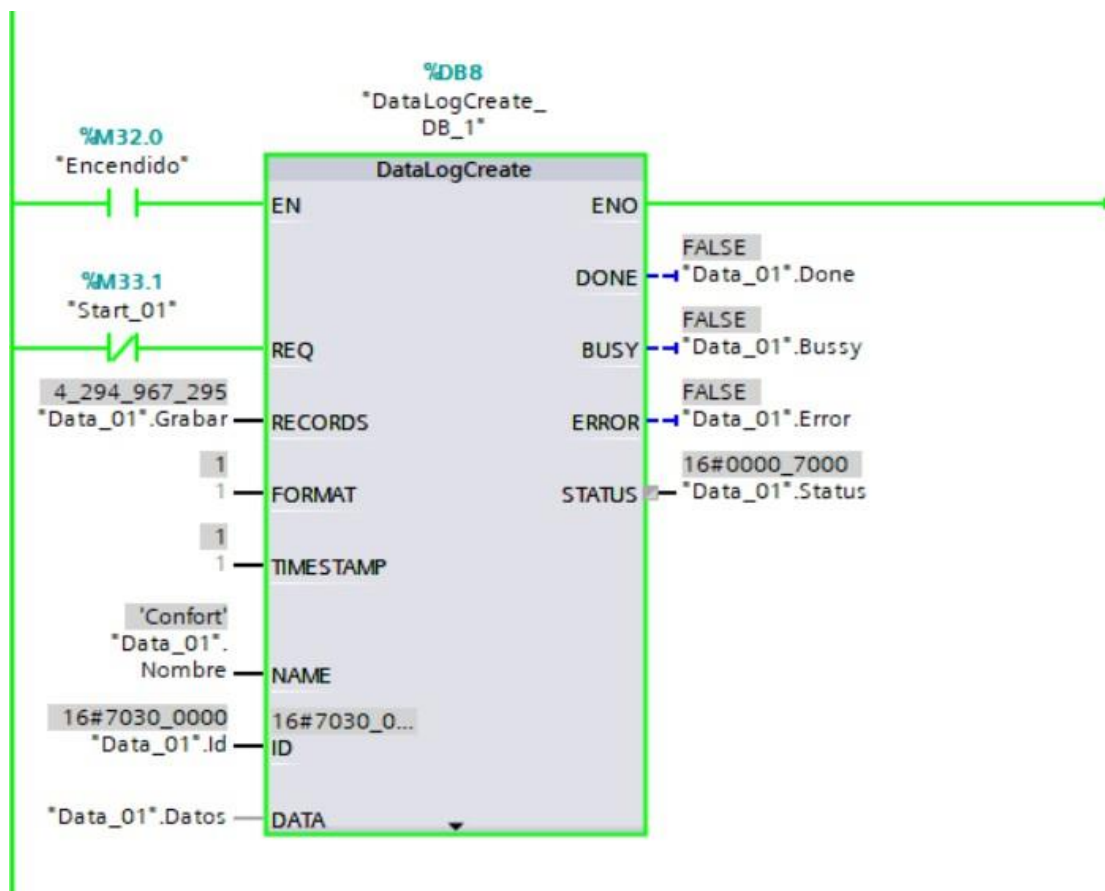 %DB8
"DataLogCreate_
DB_1"
%M32.0
"Encendido"
DataLogCreate
EN
ENO
FALSE
DONE
"Data_01".Done
%M33.1
"Start_01"
FALSE
REQ
BUSY
"Data_01".Bussy
4_294_967_295
"Data_01".Grabar
RECORDS
FALSE
ERROR
"Data_01".Error
1
1
FORMAT
16#0000_7000
STATUS
"Data_01".Status
1
1
TIMESTAMP
'Confort'
"Data_01".
Nombre
NAME
16#7030_0000
"Data_01".Id
16#7030_0...
ID
"Data_01".Datos
DATA